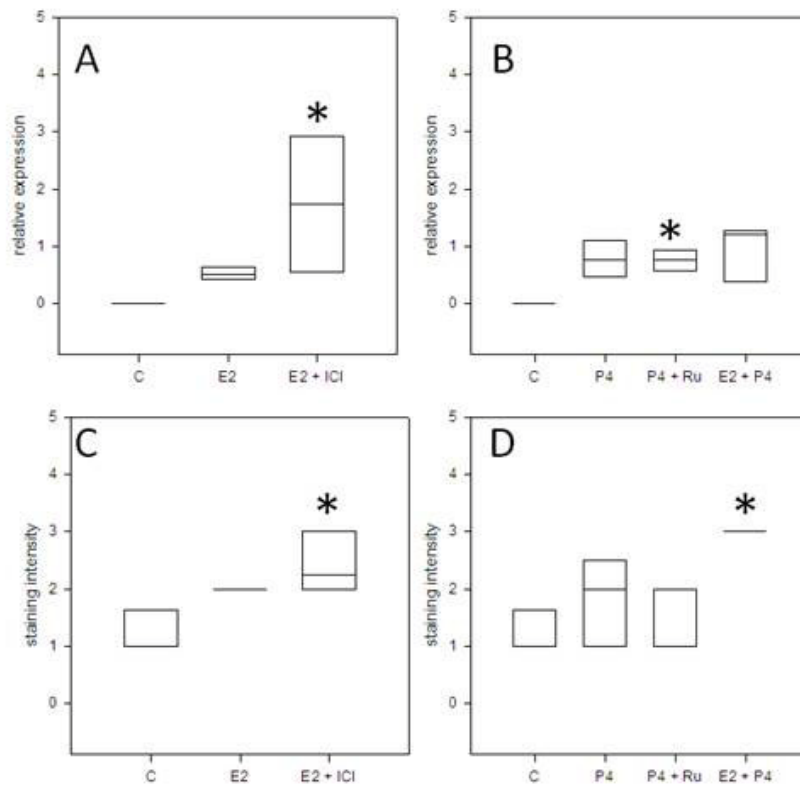 A
5
4
3
2
1
0
relative expression
*
C E2 E2 + ICI
B
5
4
3
2
1
0
relative expression
*
C P4 P4 + Ru E2 + P4
C
5
4
3
2
1
0
staining intensity
*
C E2 E2 + ICI
D
5
4
3
2
1
0
staining intensity
*
C P4 P4 + Ru E2 + P4